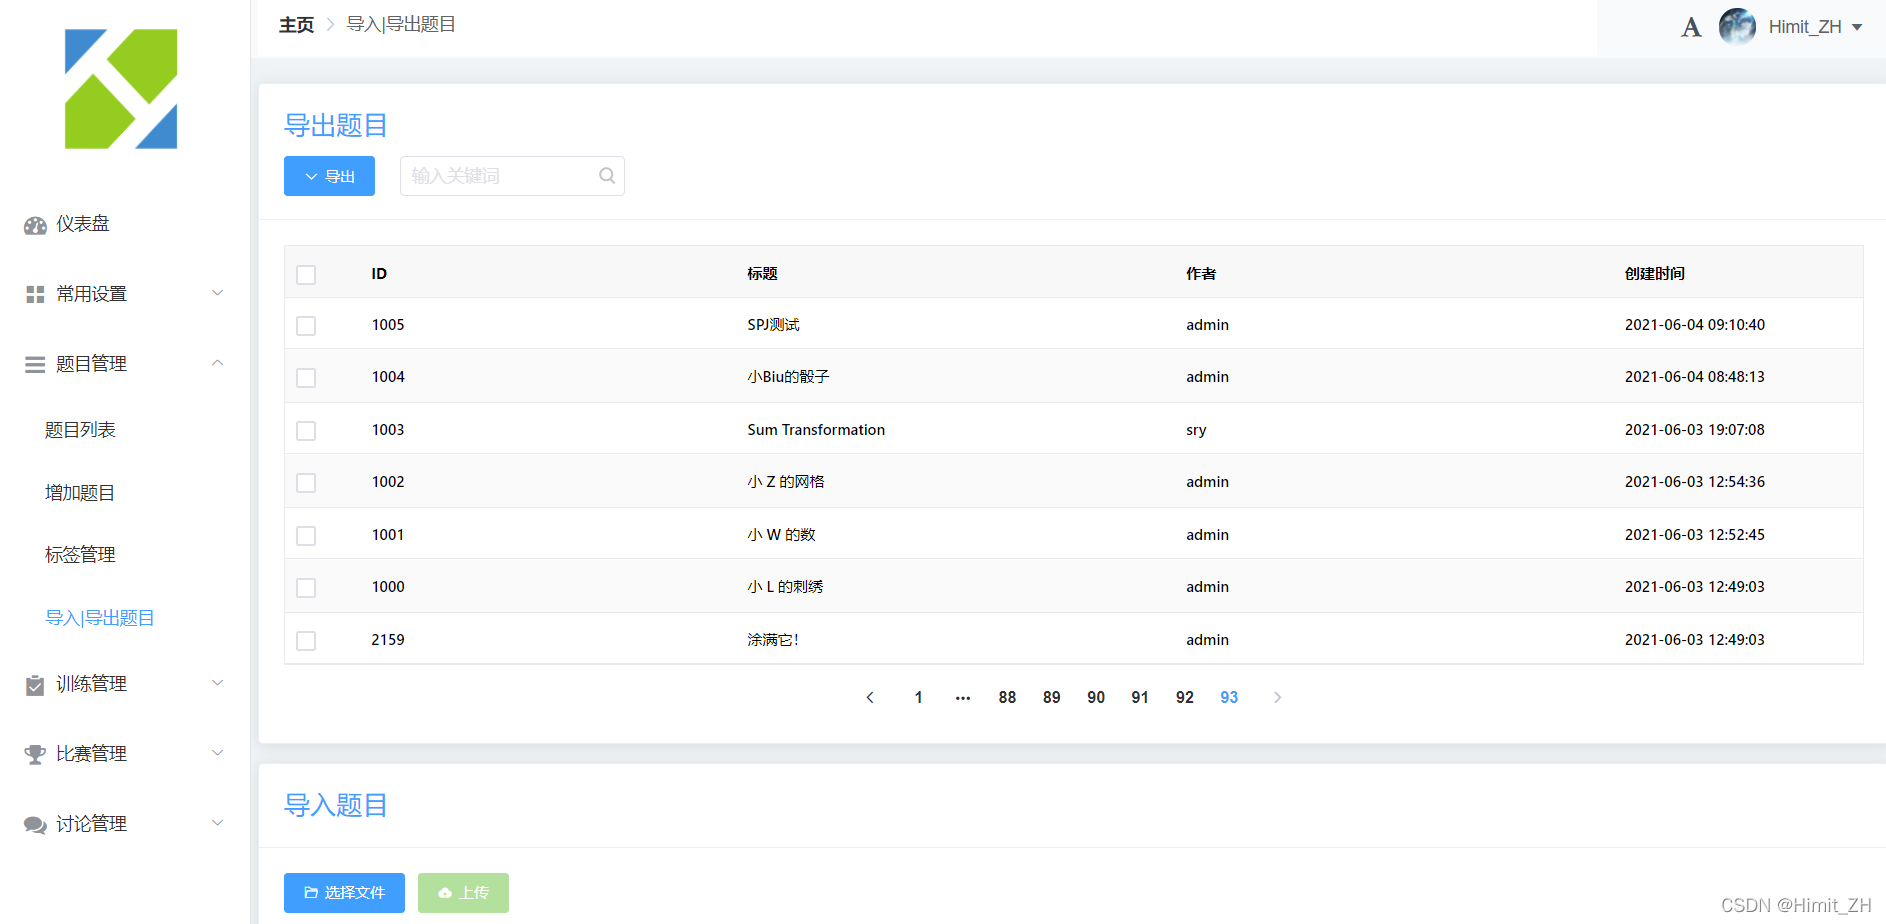 主页 > 导入|导出题目
A Himit_ZH
仪表盘
常用设置
题目管理
题目列表
增加题目
标签管理
导入|导出题目
训练管理
比赛管理
讨论管理
导出题目
导出 输入关键词
ID 标题 作者 创建时间
1005 SPJ测试 admin 2021-06-04 09:10:40
1004 小Biu的骰子 admin 2021-06-04 08:48:13
1003 Sum Transformation sry 2021-06-03 19:07:08
1002 小 Z 的网格 admin 2021-06-03 12:54:36
1001 小 W 的数 admin 2021-06-03 12:52:45
1000 小 L 的刺绣 admin 2021-06-03 12:49:03
2159 涂满它! admin 2021-06-03 12:49:03
< 1 ··· 88 89 90 91 92 93 >
导入题目
选择文件 上传
CSDN @Himit_ZH